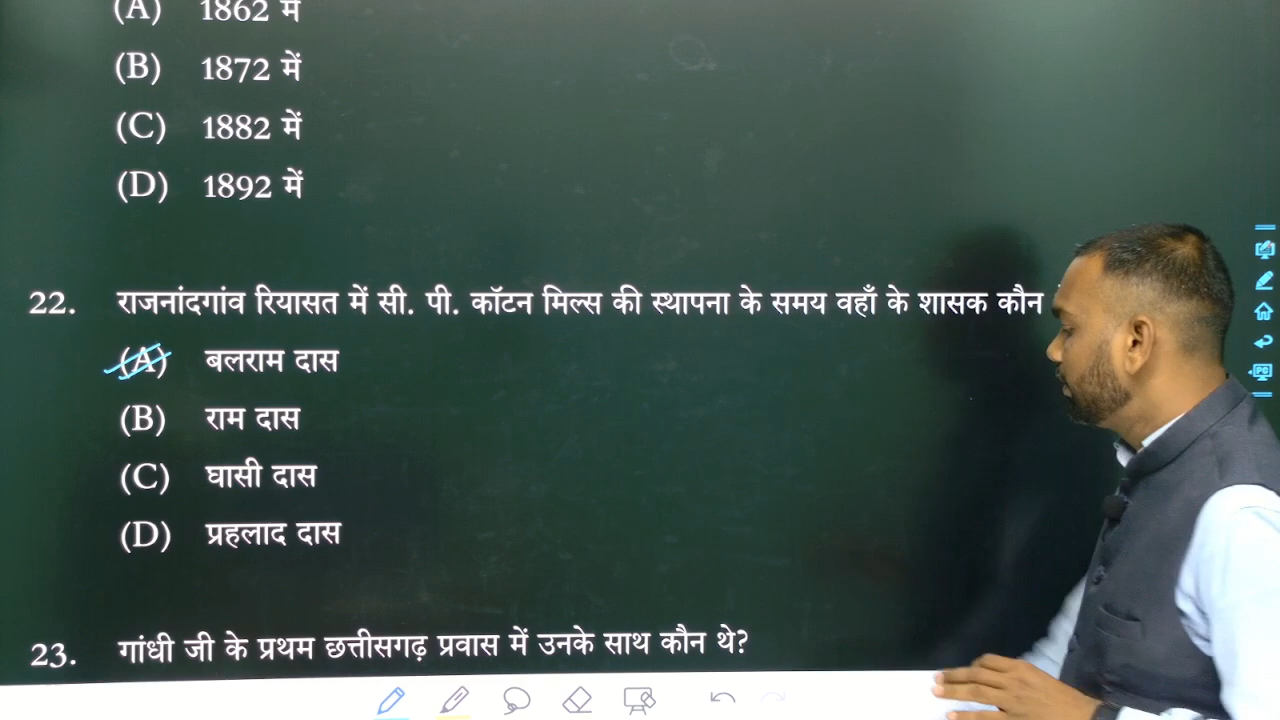 (A) 1862 में
(B) 1872 में
(C) 1882 में
(D) 1892 में
22. राजनांदगांव रियासत में सी. पी. कॉटन मिल्स की स्थापना के समय वहाँ के शासक कौन
(A) बलराम दास
(B) राम दास
(C) घासी दास
(D) प्रहलाद दास
23. गांधी जी के प्रथम छत्तीसगढ़ प्रवास में उनके साथ कौन थे?
PC